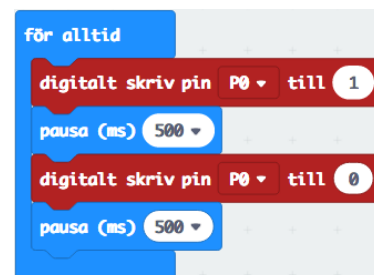 för alltid
digitalt skriv pin P0 till 1
pausa (ms) 500
digitalt skriv pin P0 till 0
pausa (ms) 500